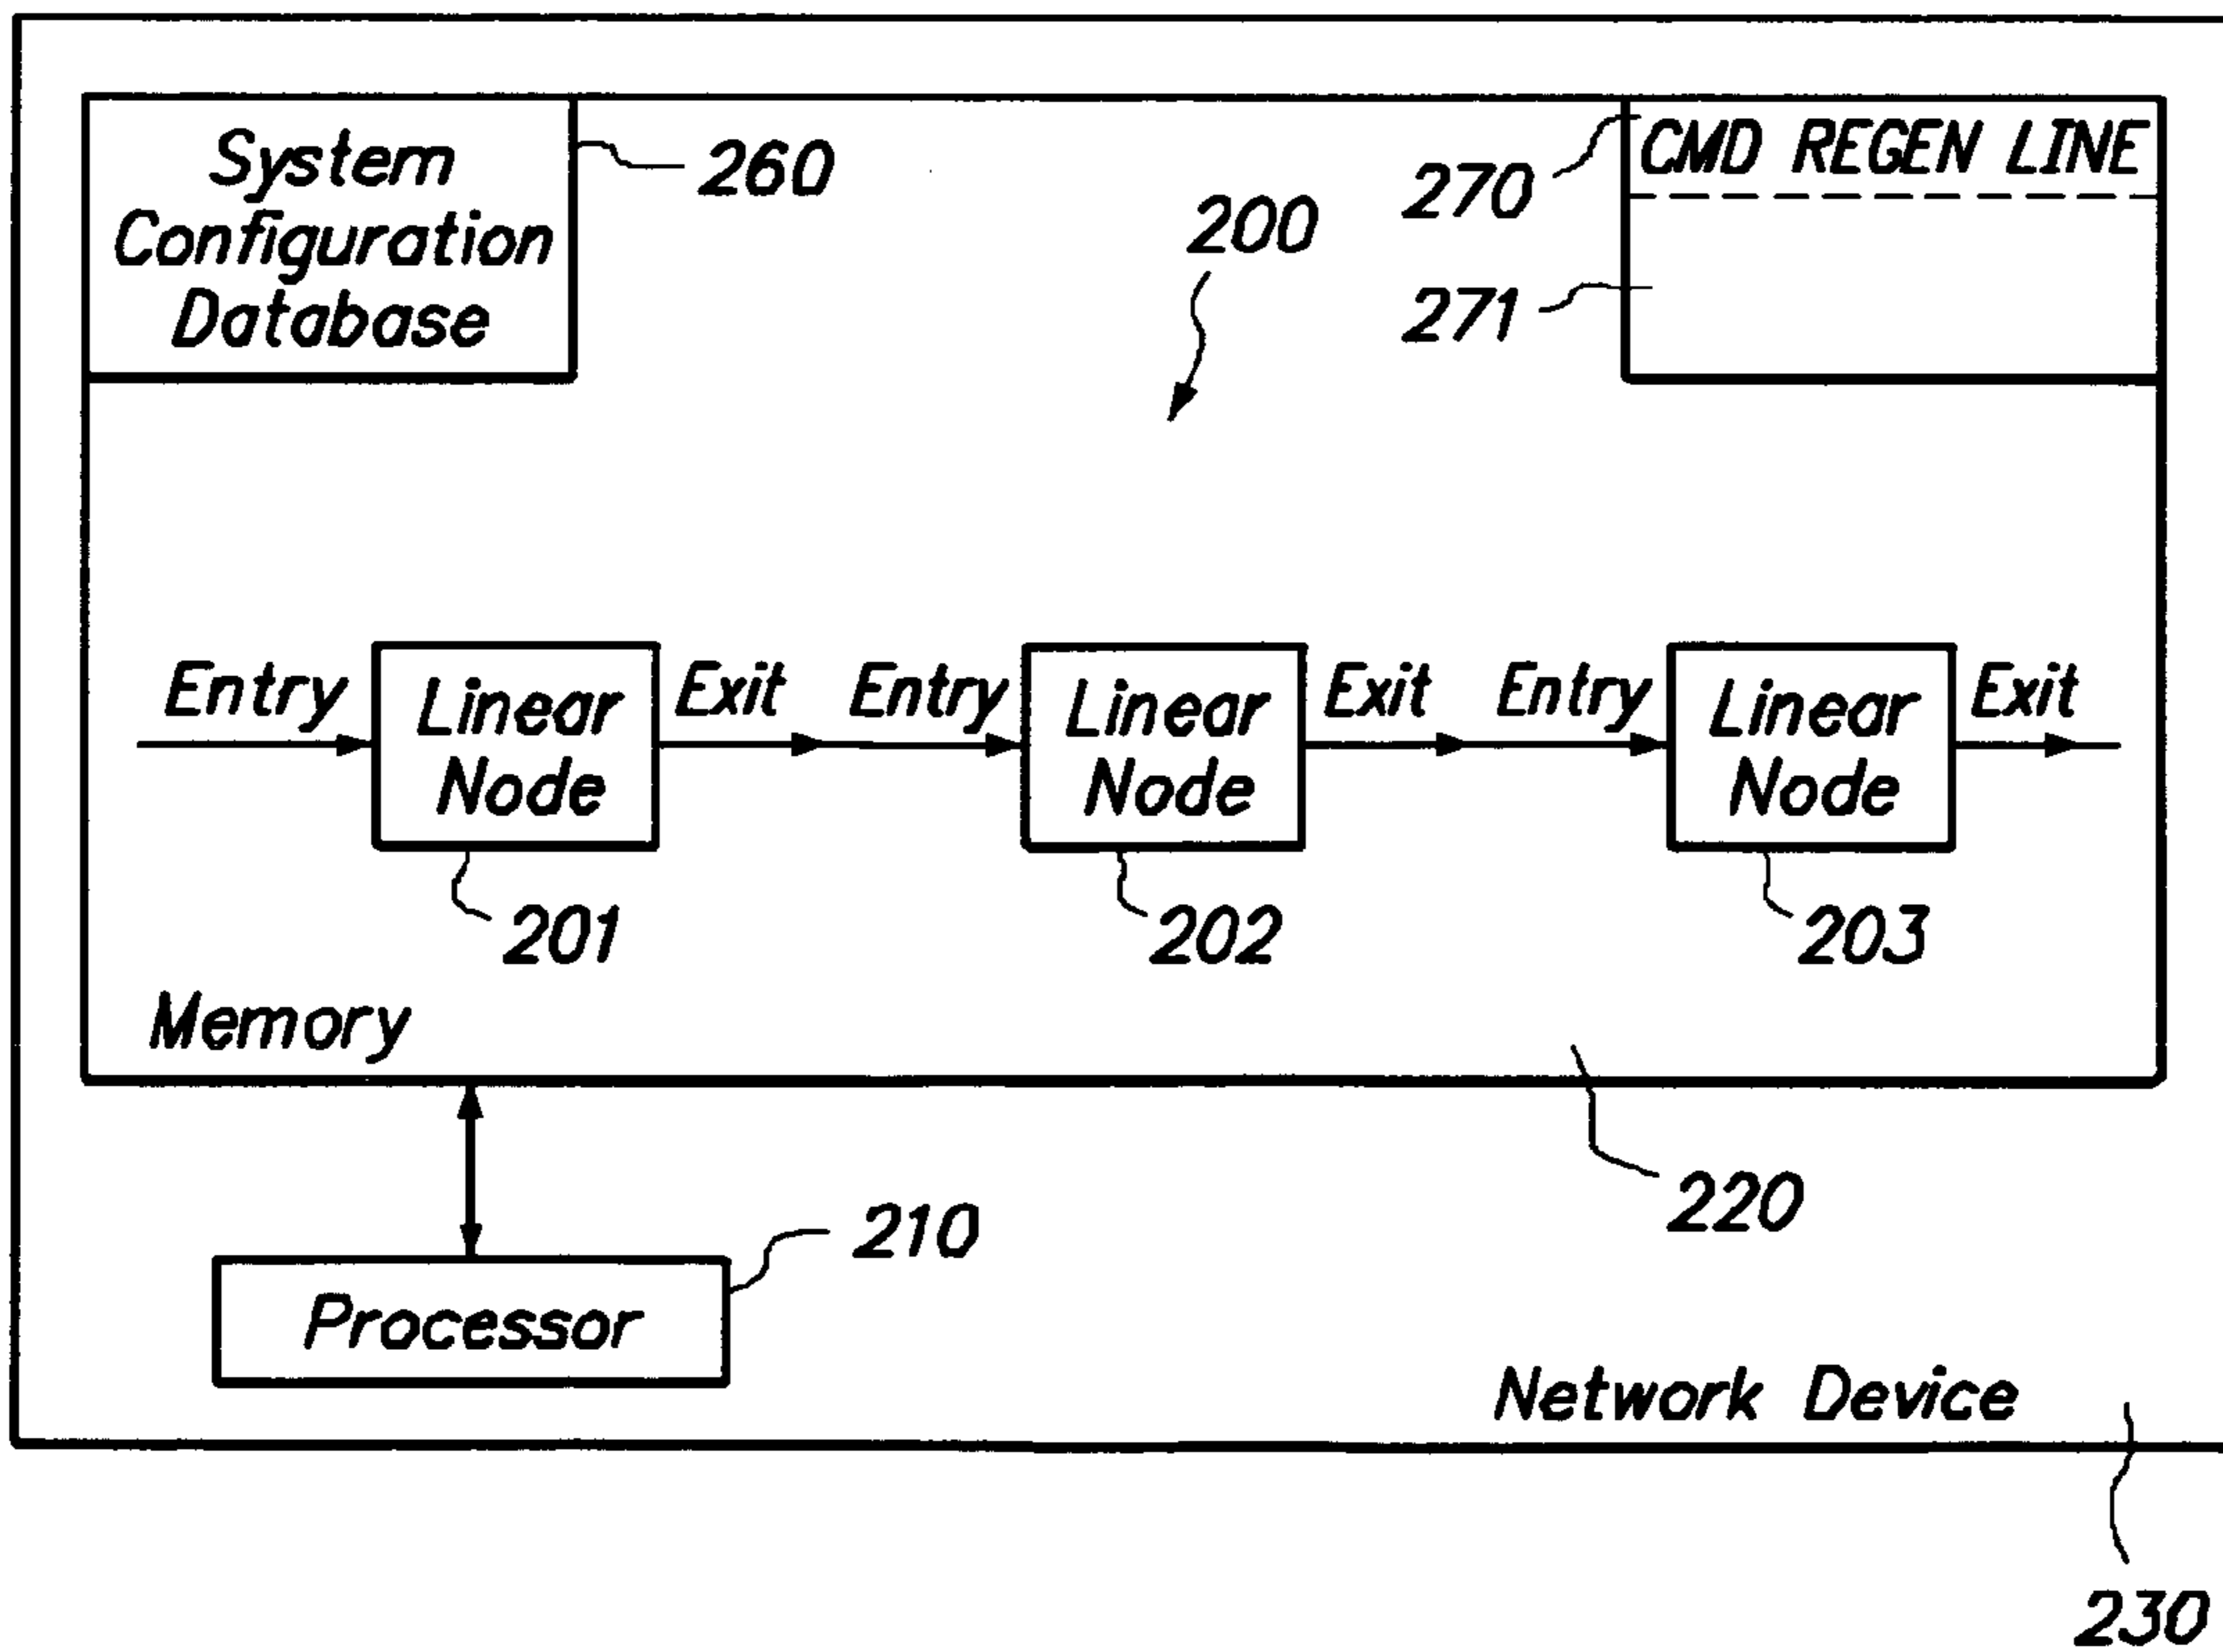 System
Configuration
Database
260
270
CMD REGEN LINE
200
271
Entry
Linear
Node
Exit
Entry
Linear
Node
Exit
Entry
Linear
Node
Exit
201
202
203
Memory
220
210
Processor
Network Device
230